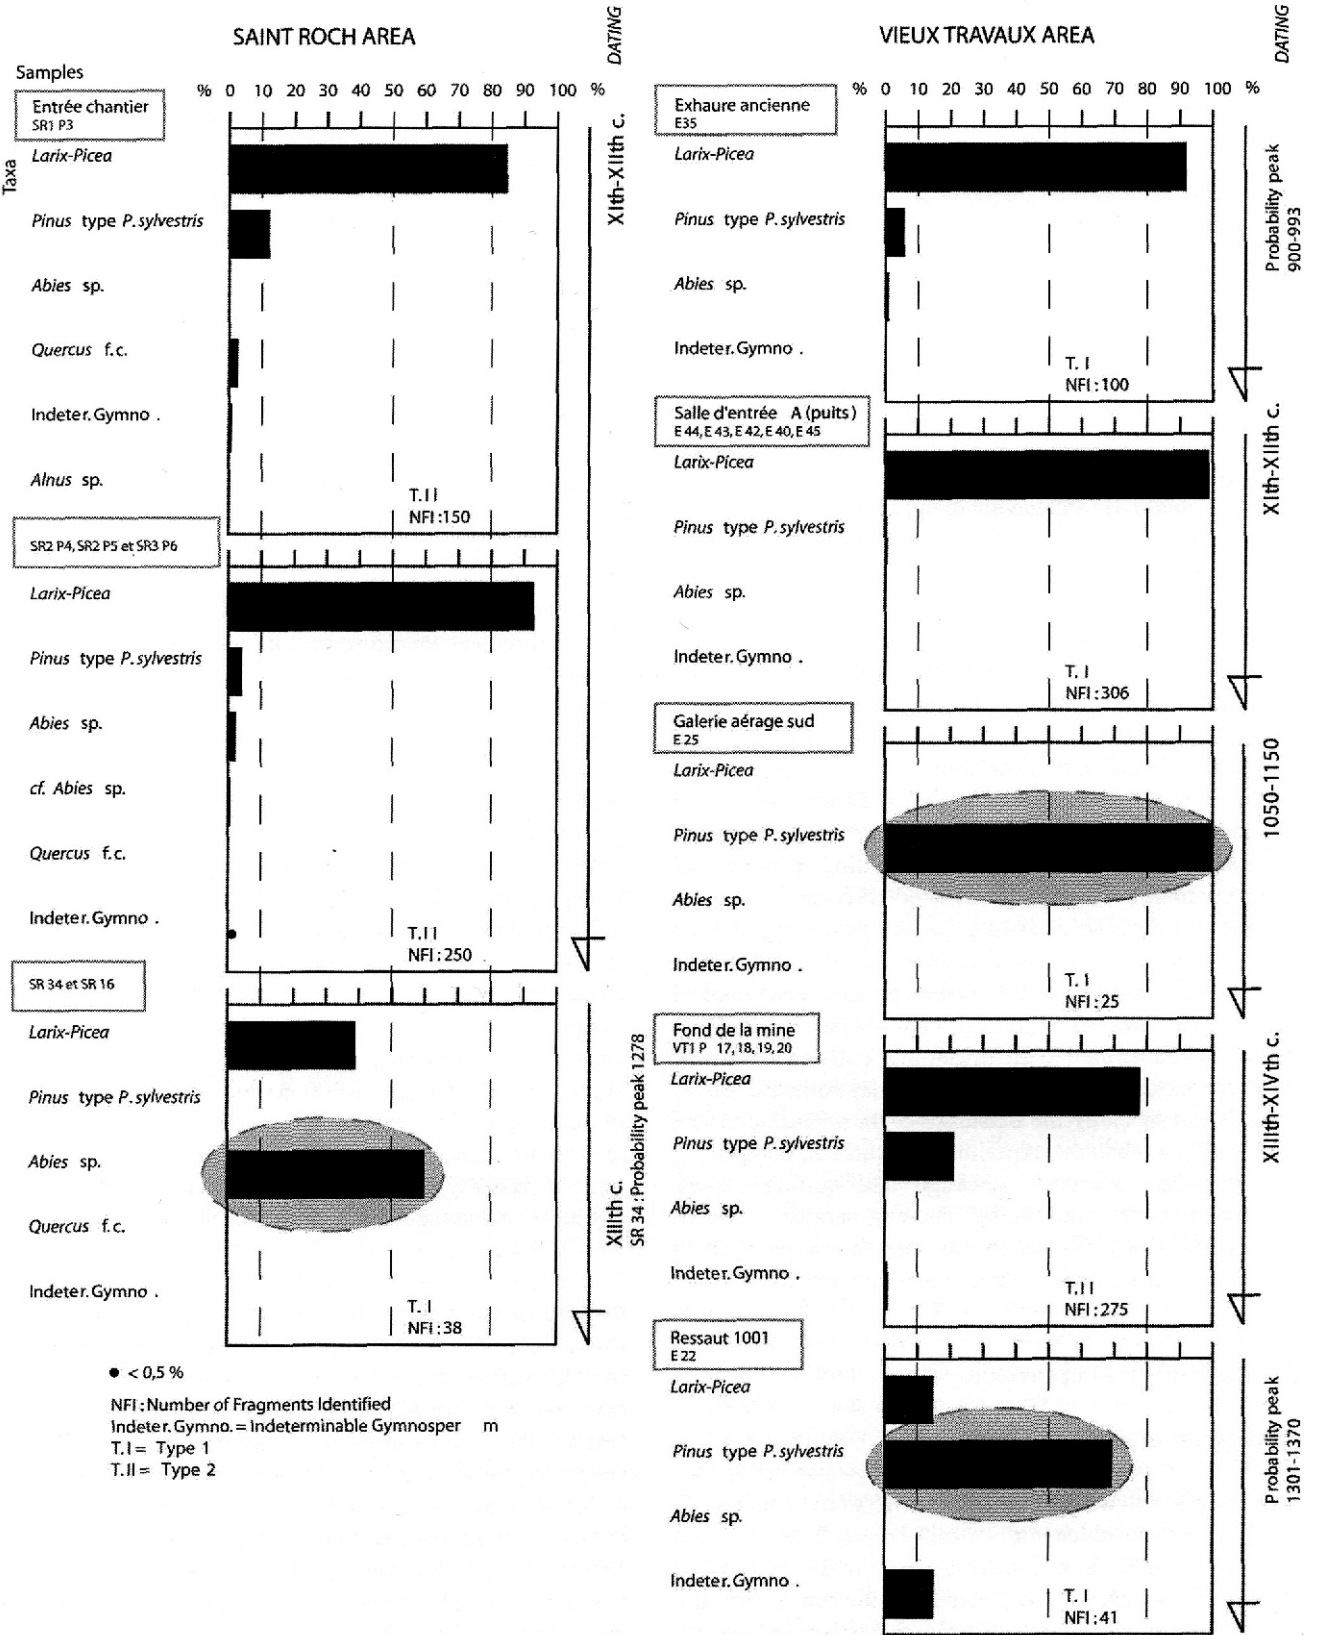 SAINT ROCH AREA
DATING
Samples
% 0 10 20 30 40 50 60 70 80 90 100 %
Entrée chantier
SR1 P3
Taxa
Larix-Picea
Pinus type P. sylvestris
Abies sp.
Quercus f.c.
Indeter. Gymno .
Alnus sp.
T. II
NFI : 150
XIth-XIIth c.
SR2 P4, SR2 P5 et SR3 P6
Larix-Picea
Pinus type P. sylvestris
Abies sp.
cf. Abies sp.
Quercus f.c.
Indeter. Gymno .
T. II
NFI : 250
SR 34 et SR 16
Larix-Picea
Pinus type P. sylvestris
Abies sp.
Quercus f.c.
Indeter. Gymno .
T. I
NFI : 38
XIIIth c.
SR 34 : Probability peak 1278
● < 0,5 %
NFI : Number of Fragments Identified
Indeter. Gymno. = Indeterminable Gymnosper m
T. I = Type 1
T. II = Type 2
VIEUX TRAVAUX AREA
DATING
% 0 10 20 30 40 50 60 70 80 90 100 %
Exhaure ancienne
E35
Larix-Picea
Pinus type P. sylvestris
Abies sp.
Indeter. Gymno .
T. I
NFI : 100
Probability peak
900-993
Salle d'entrée A (puits)
E 44, E 43, E 42, E 40, E 45
Larix-Picea
Pinus type P. sylvestris
Abies sp.
Indeter. Gymno .
T. I
NFI : 306
XIth-XIIth c.
Galerie aérage sud
E 25
Larix-Picea
Pinus type P. sylvestris
Abies sp.
Indeter. Gymno .
T. I
NFI : 25
1050-1150
Fond de la mine
VT1 P 17, 18, 19, 20
Larix-Picea
Pinus type P. sylvestris
Abies sp.
Indeter. Gymno .
T. II
NFI : 275
XIIIth-XIVth c.
Ressaut 1001
E 22
Larix-Picea
Pinus type P. sylvestris
Abies sp.
Indeter. Gymno .
T. I
NFI : 41
Probability peak
1301-1370